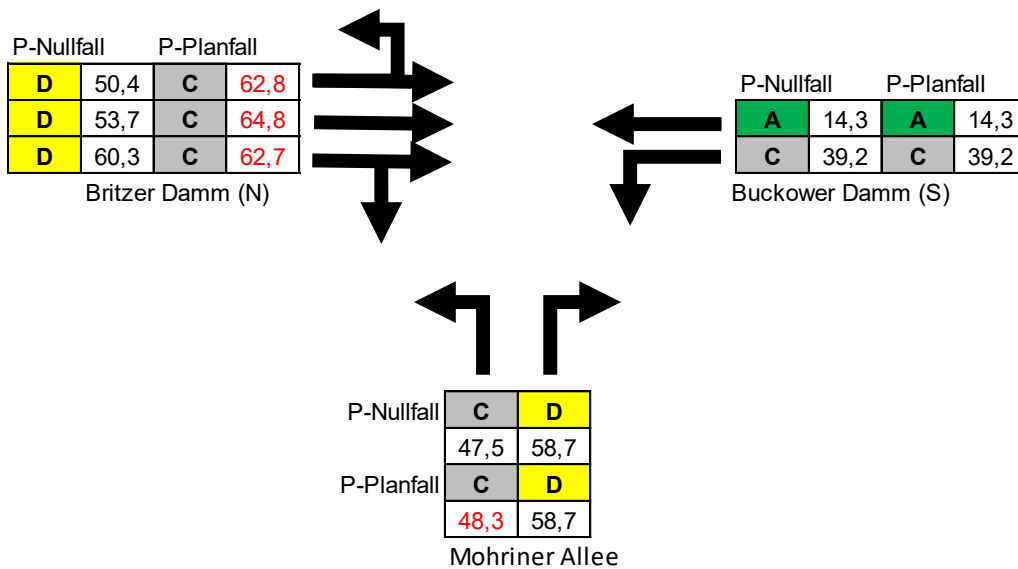 P-Nullfall P-Planfall
D 50,4 C 62,8
D 53,7 C 64,8
D 60,3 C 62,7
Britzer Damm (N)
P-Nullfall P-Planfall
A 14,3 A 14,3
C 39,2 C 39,2
Buckower Damm (S)
P-Nullfall C D
47,5 58,7
P-Planfall C D
48,3 58,7
Mohriner Allee